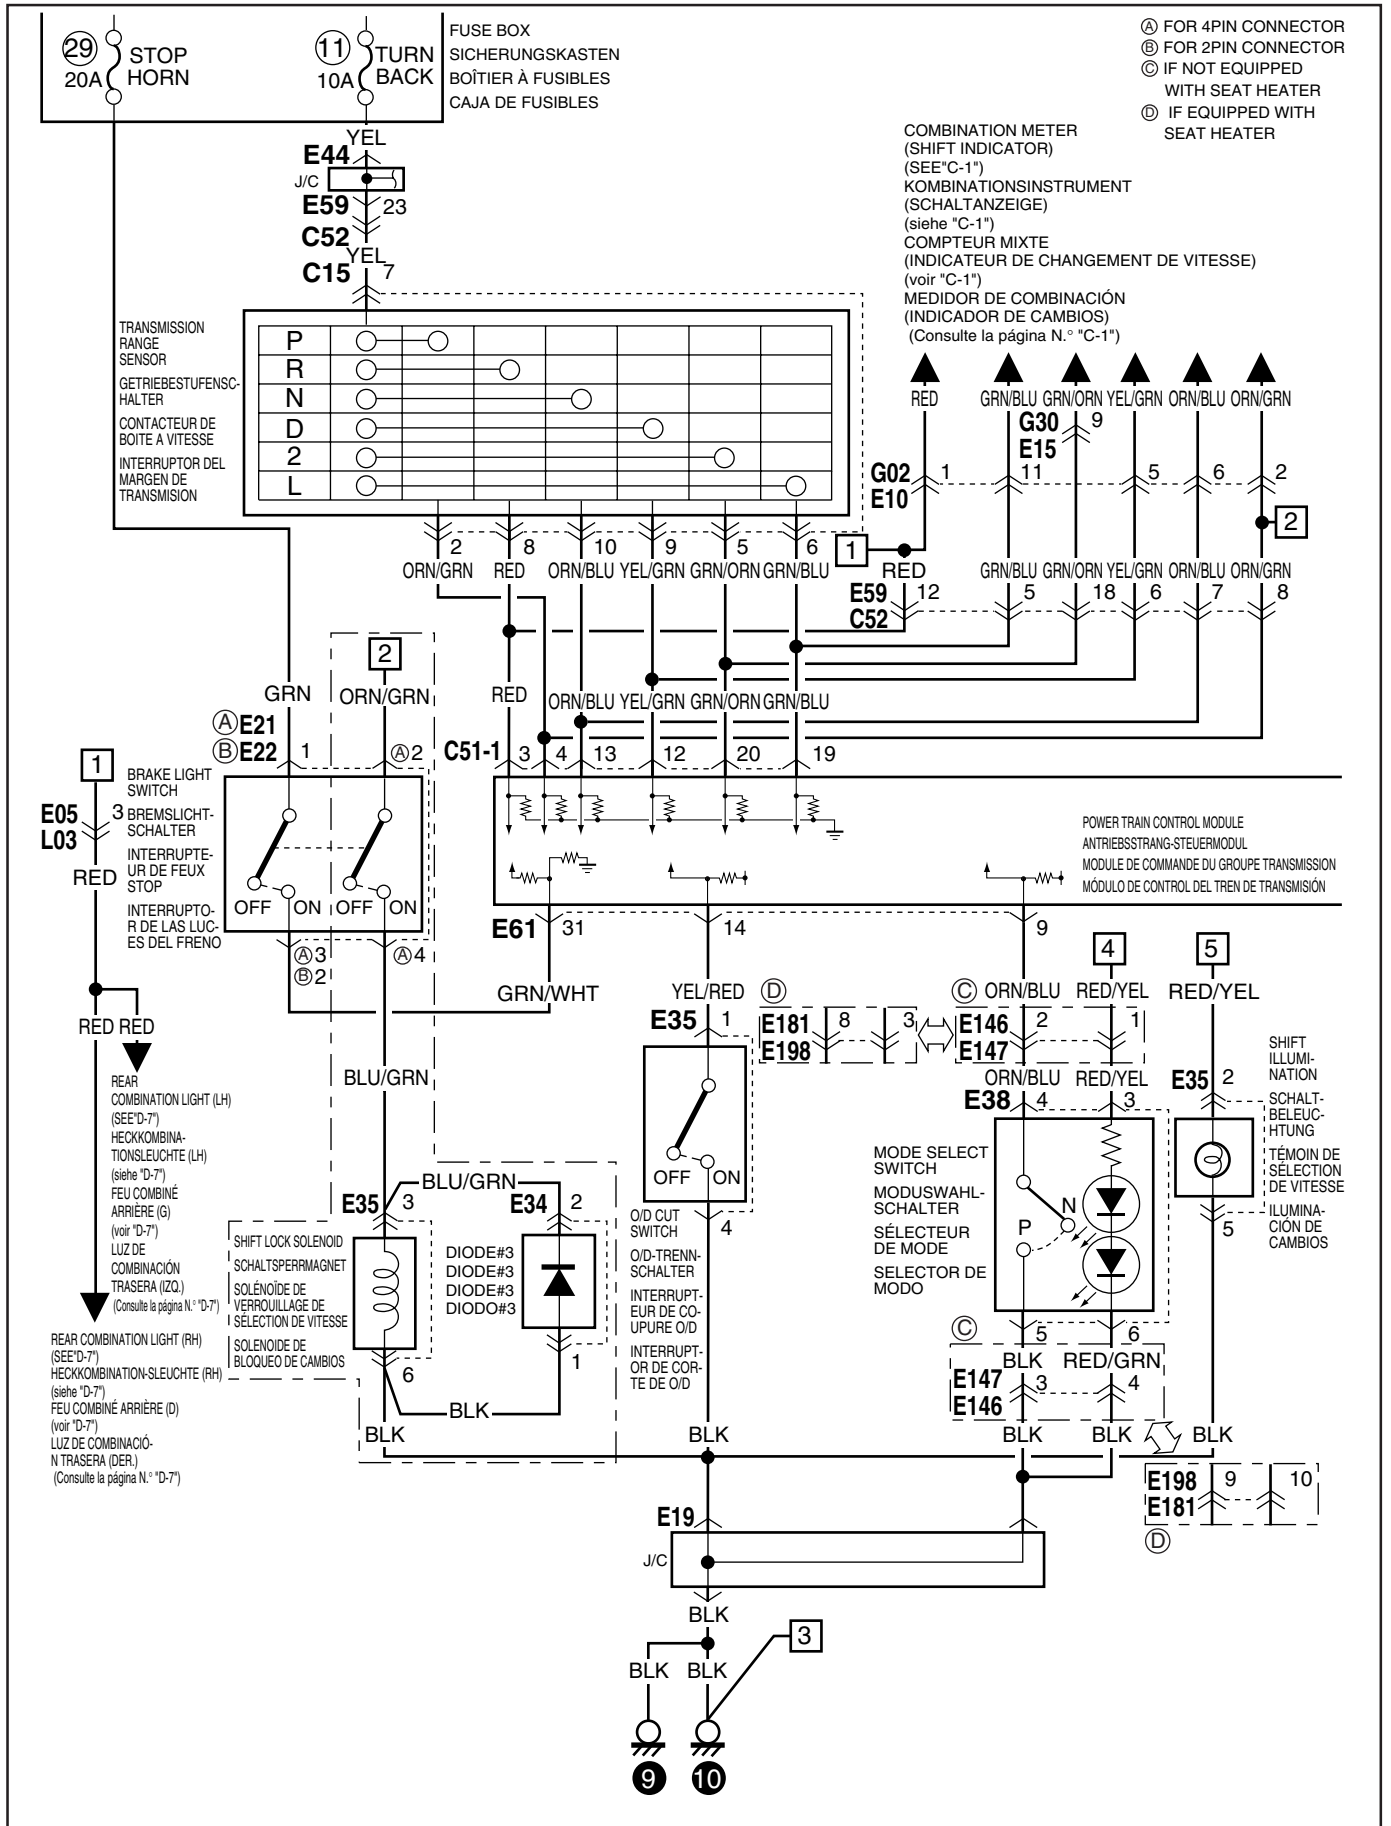 29
STOP
HORN
20A
11
TURN
BACK
10A
FUSE BOX
SICHERUNGSKASTEN
BOÎTIER À FUSIBLES
CAJA DE FUSIBLES
Ⓐ FOR 4PIN CONNECTOR
Ⓑ FOR 2PIN CONNECTOR
Ⓒ IF NOT EQUIPPED
WITH SEAT HEATER
Ⓓ IF EQUIPPED WITH
SEAT HEATER
YEL
E44
J/C
E59 23
C52
YEL
C15 7
COMBINATION METER
(SHIFT INDICATOR)
(SEE"C-1")
KOMBINATIONSINSTRUMENT
(SCHALTANZEIGE)
(siehe "C-1")
COMPTEUR MIXTE
(INDICATEUR DE CHANGEMENT DE VITESSE)
(voir "C-1")
MEDIDOR DE COMBINACIÓN
(INDICADOR DE CAMBIOS)
(Consulte la página N.° "C-1")
TRANSMISSION
RANGE
SENSOR
GETRIEBESTUFENSC-
HALTER
CONTACTEUR DE
BOITE A VITESSE
INTERRUPTOR DEL
MARGEN DE
TRANSMISION
P
R
N
D
2
L
RED GRN/BLU GRN/ORN YEL/GRN ORN/BLU ORN/GRN
G30 9
E15
G02 1 11 5 6 2
E10
2
2 8 10 9 5 6
1
ORN/GRN RED ORN/BLU YEL/GRN GRN/ORN GRN/BLU
RED GRN/BLU GRN/ORN YEL/GRN ORN/BLU ORN/GRN
E59 12 5 18 6 7 8
C52
2
GRN ORN/GRN
RED ORN/BLU YEL/GRN GRN/ORN GRN/BLU
Ⓐ E21
Ⓑ E22 1 Ⓐ2
C51-1 3 4 13 12 20 19
1
E05 3
L03
RED
BRAKE LIGHT
SWITCH
BREMSLICHT-
SCHALTER
INTERRUPTE-
UR DE FEUX
STOP
INTERRUPTO-
R DE LAS LUC-
ES DEL FRENO
OFF ON OFF ON
POWER TRAIN CONTROL MODULE
ANTRIEBSSTRANG-STEUERMODUL
MODULE DE COMMANDE DU GROUPE TRANSMISSION
MÓDULO DE CONTROL DEL TREN DE TRANSMISIÓN
Ⓐ3 Ⓐ4
Ⓑ2
E61 31 14 9
GRN/WHT
4 5
YEL/RED Ⓓ Ⓒ ORN/BLU RED/YEL RED/YEL
RED RED
E35 1
E181 8 3
E198
E146 2 1
E147
ORN/BLU RED/YEL
E38 4 3
E35 2
SHIFT
ILLUMI-
NATION
SCHALT-
BELEUC-
HTUNG
TÉMOIN DE
SÉLECTION
DE VITESSE
ILUMINA-
CIÓN DE
CAMBIOS
5
REAR
COMBINATION LIGHT (LH)
(SEE"D-7")
HECKKOMBINA-
TIONSLEUCHTE (LH)
(siehe "D-7")
FEU COMBINÉ
ARRIÈRE (G)
(voir "D-7")
LUZ DE
COMBINACIÓN
TRASERA (IZQ.)
(Consulte la página N.° "D-7")
BLU/GRN
BLU/GRN
E35 3 E34 2
SHIFT LOCK SOLENOID
SCHALTSPERRMAGNET
SOLÉNOÏDE DE
VERROUILLAGE DE
SÉLECTION DE VITESSE
SOLENOIDE DE
BLOQUEO DE CAMBIOS
DIODE#3
DIODE#3
DIODE#3
DIODO#3
6 1
BLK
OFF ON
4
O/D CUT
SWITCH
O/D-TRENN-
SCHALTER
INTERRUPT-
EUR DE CO-
UPURE O/D
INTERRUPT-
OR DE COR-
TE DE O/D
MODE SELECT
SWITCH
MODUSWAHL-
SCHALTER
SÉLECTEUR
DE MODE
SELECTOR DE
MODO
N
P
Ⓒ 5 6
BLK RED/GRN
E147 3 4
E146
REAR COMBINATION LIGHT (RH)
(SEE"D-7")
HECKKOMBINATION-SLEUCHTE (RH)
(siehe "D-7")
FEU COMBINÉ ARRIÈRE (D)
(voir "D-7")
LUZ DE COMBINACIÓ-
N TRASERA (DER.)
(Consulte la página N.° "D-7")
BLK BLK BLK BLK BLK
E198 9 10
E181
Ⓓ
E19
J/C
BLK
3
BLK BLK
9 10